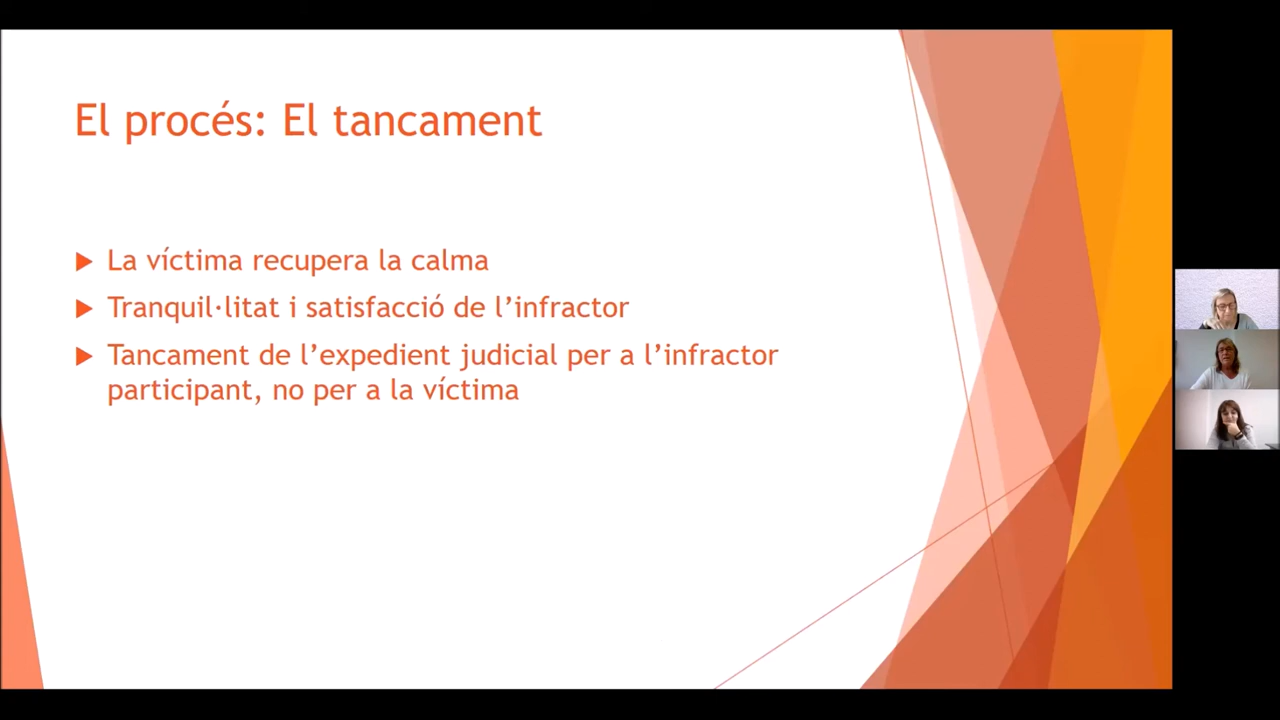 El procés: El tancament
La víctima recupera la calma
Tranquil·litat i satisfacció de l’infractor
Tancament de l’expedient judicial per a l’infractor
participant, no per a la víctima